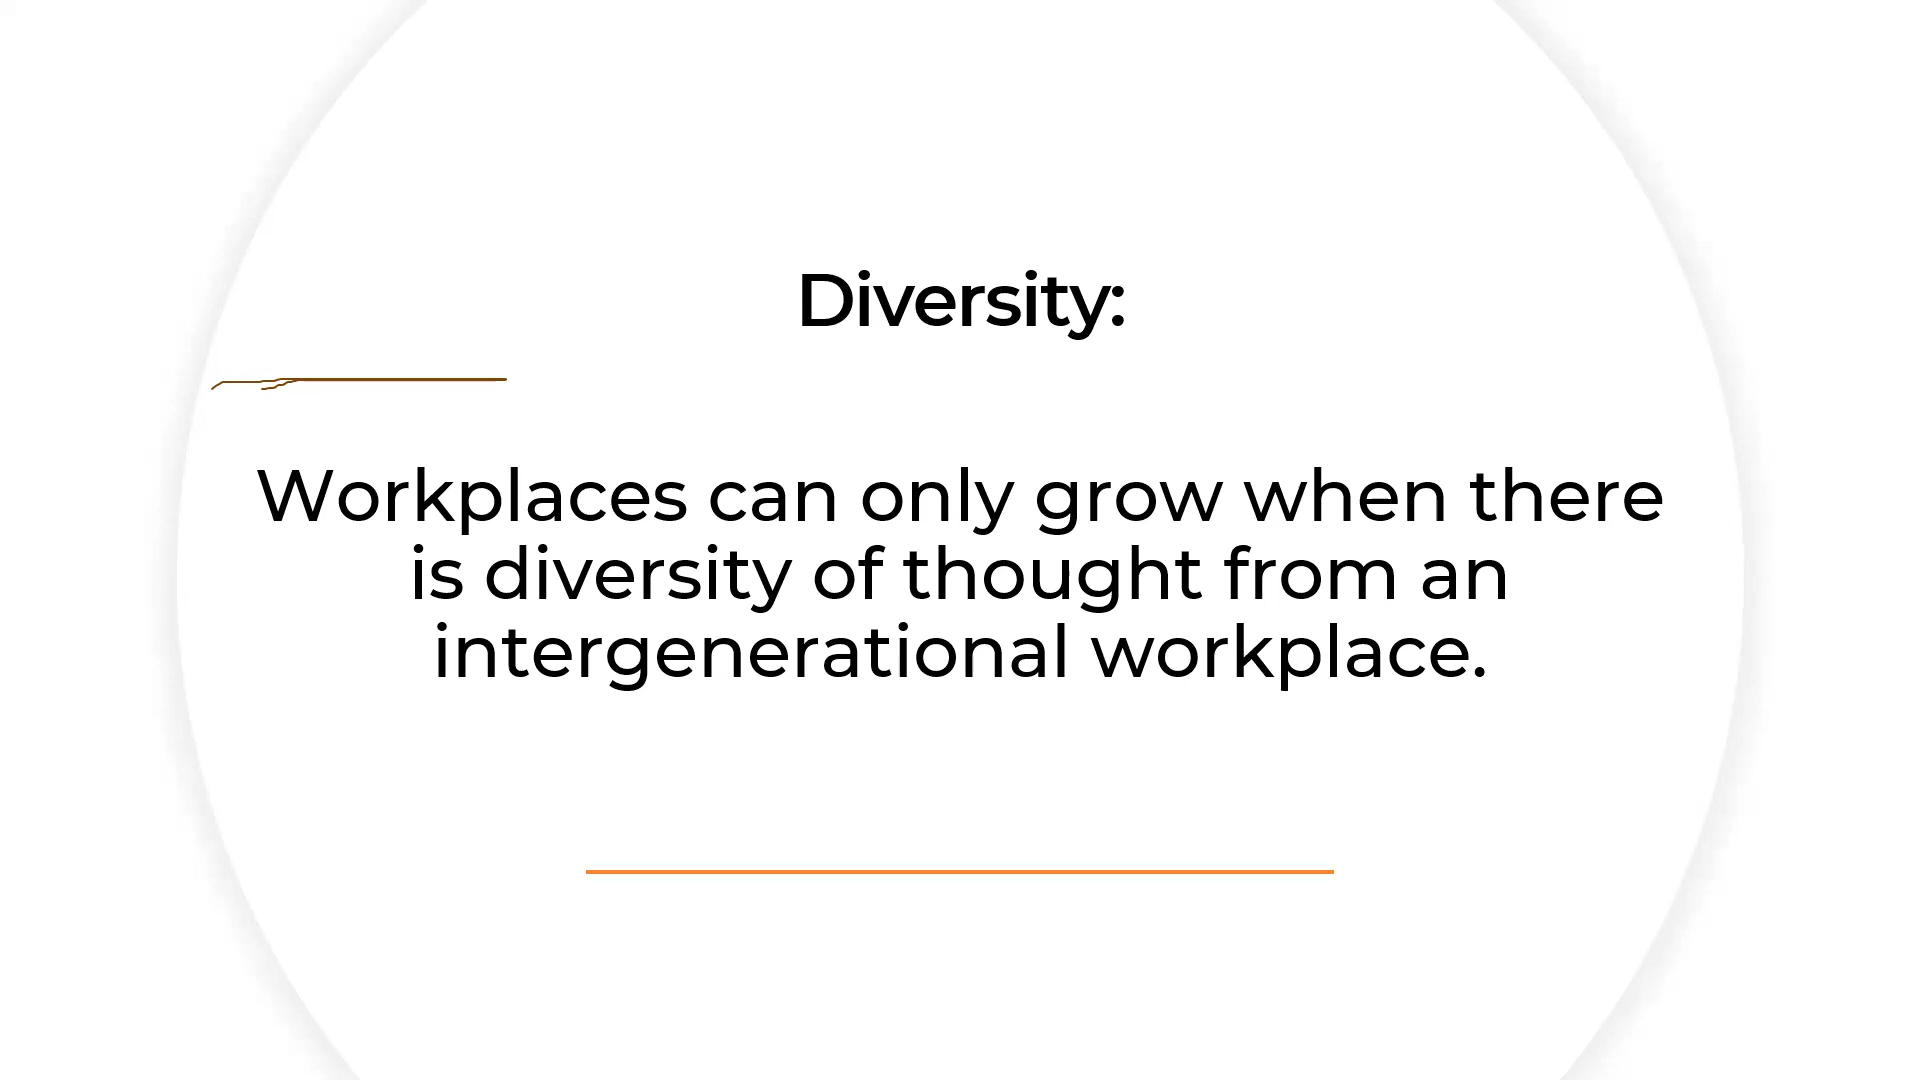 Diversity:
Workplaces can only grow when there
is diversity of thought from an
intergenerational workplace.